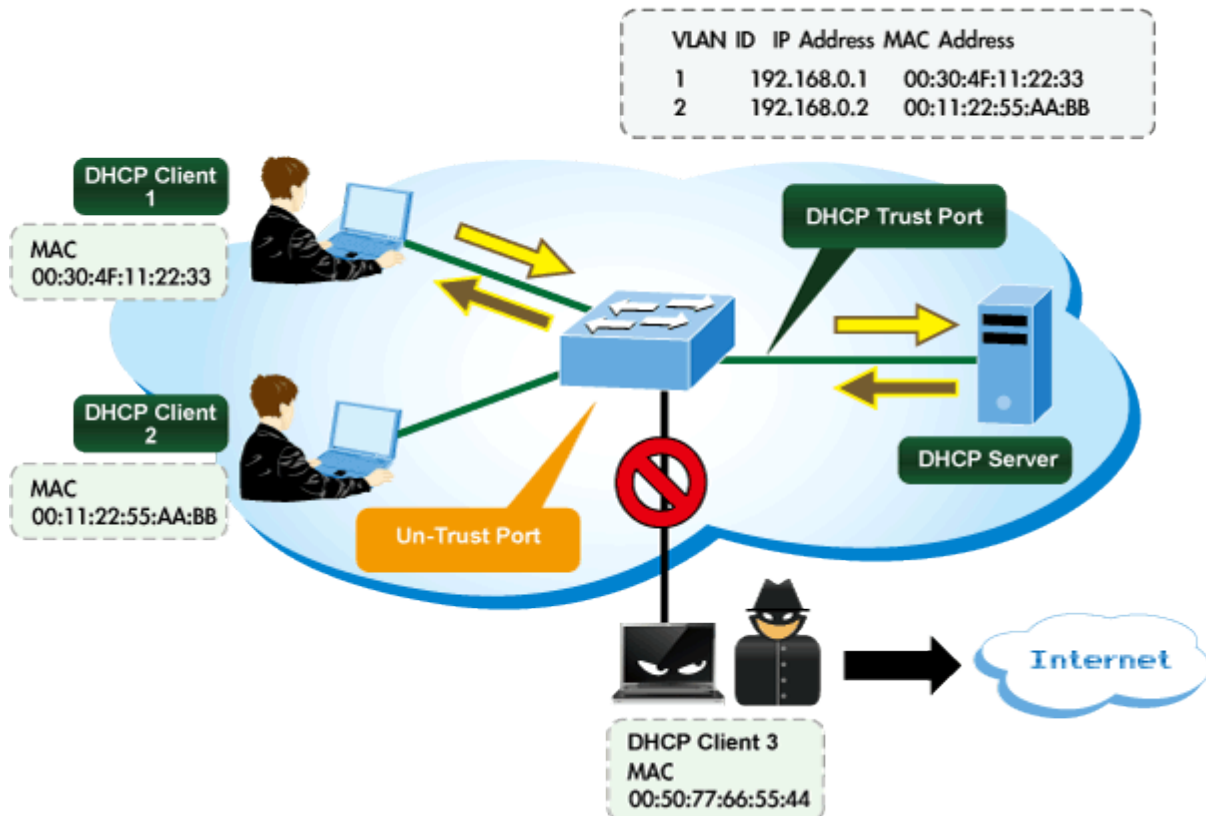 VLAN ID IP Address MAC Address
1 192.168.0.1 00:30:4F:11:22:33
2 192.168.0.2 00:11:22:55:AA:BB
DHCP Client
1
MAC
00:30:4F:11:22:33
DHCP Trust Port
DHCP Client
2
MAC
00:11:22:55:AA:BB
Un-Trust Port
DHCP Server
Internet
DHCP Client 3
MAC
00:50:77:66:55:44